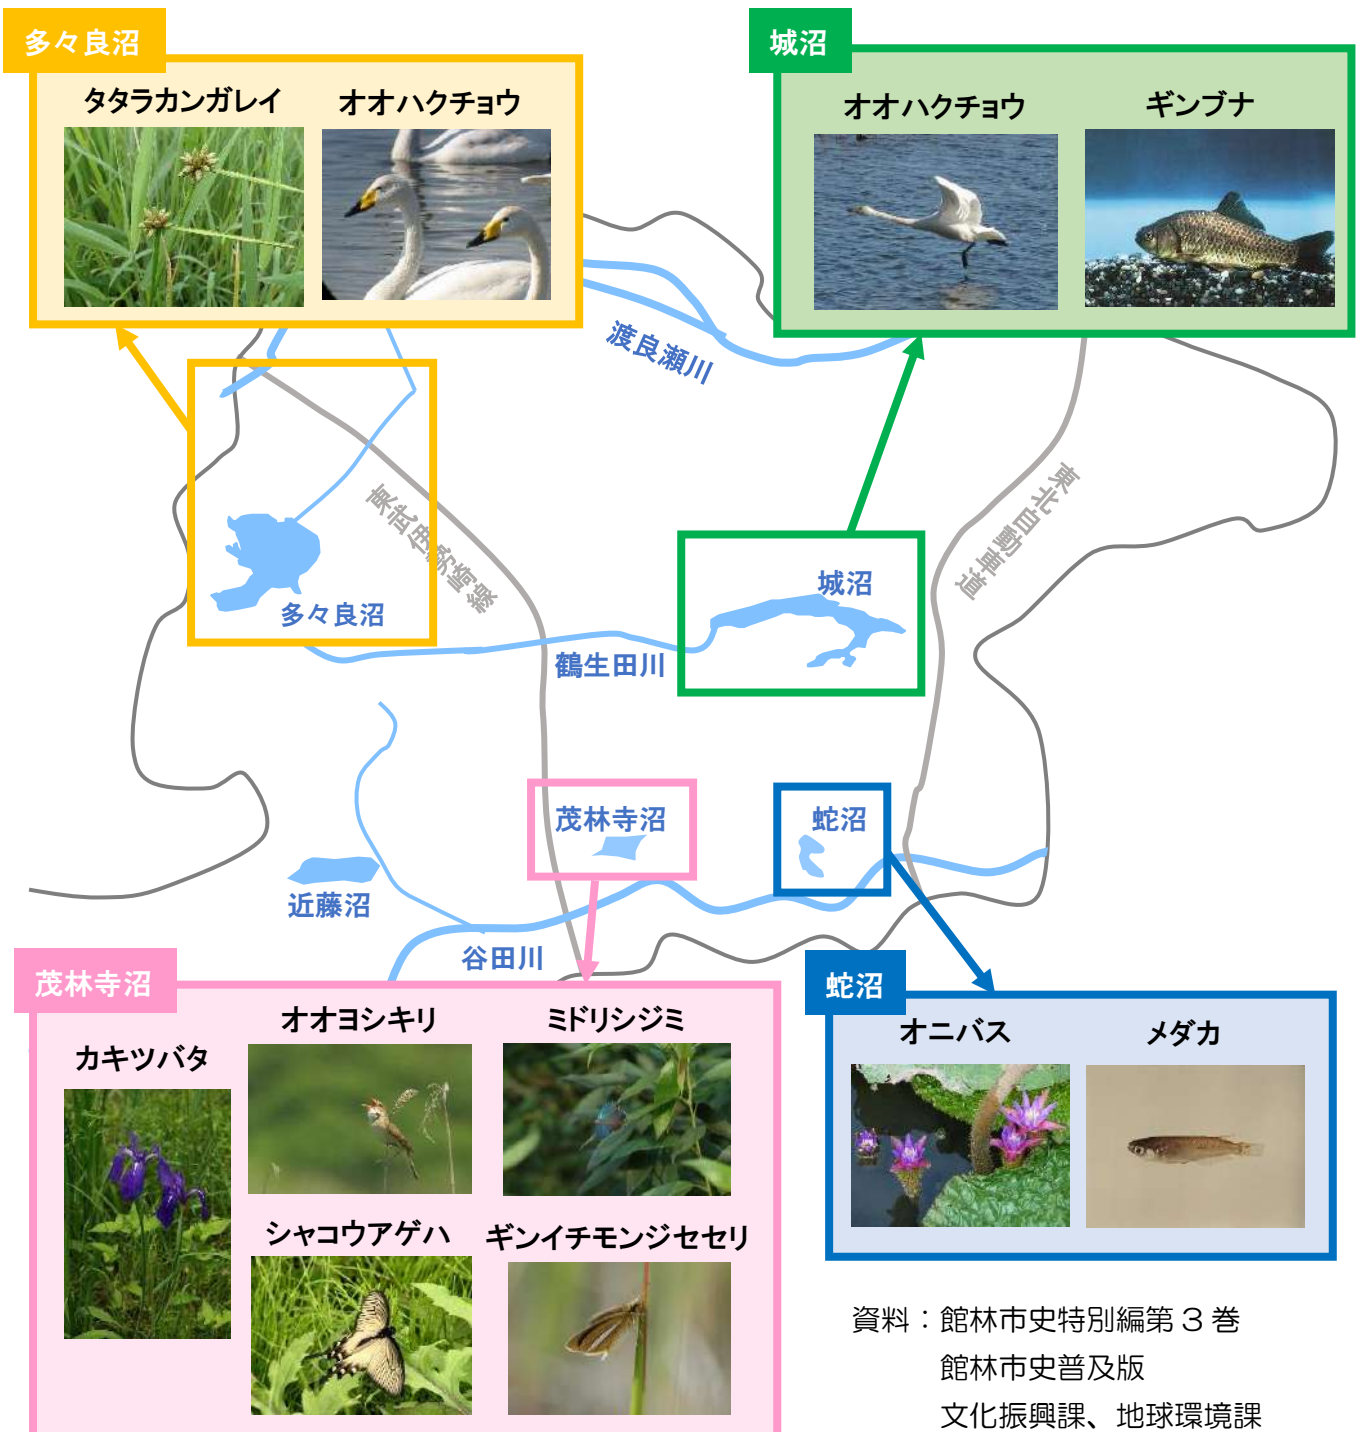 多々良沼
タタラカンガレイ
オオハクチョウ
城沼
オオハクチョウ
ギンブナ
渡良瀬川
東武伊勢崎線
東北自動車道
多々良沼
城沼
鶴生田川
茂林寺沼
蛇沼
近藤沼
谷田川
茂林寺沼
カキツバタ
オオヨシキリ
ミドリシジミ
シャコウアゲハ
ギンイチモンジセセリ
蛇沼
オニバス
メダカ
資料：館林市史特別編第３巻
館林市史普及版
文化振興課、地球環境課